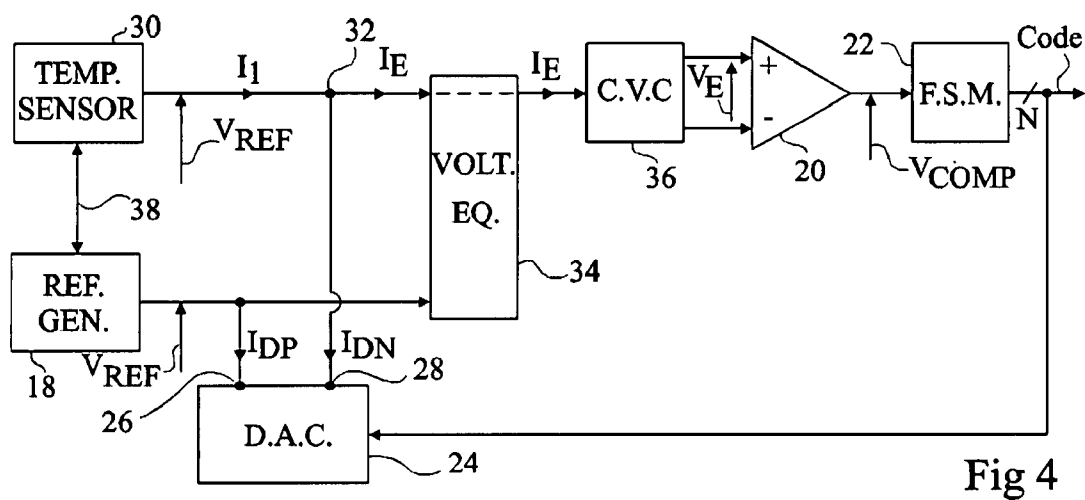 30
TEMP.
SENSOR
I1
32
IE
VREF
38
VOLT.
EQ.
34
IE
C.V.C
36
VE
+
-
20
VCOMP
22
F.S.M.
N
Code
REF.
GEN.
18
VREF
IDP
IDN
26
28
D.A.C.
24
Fig 4